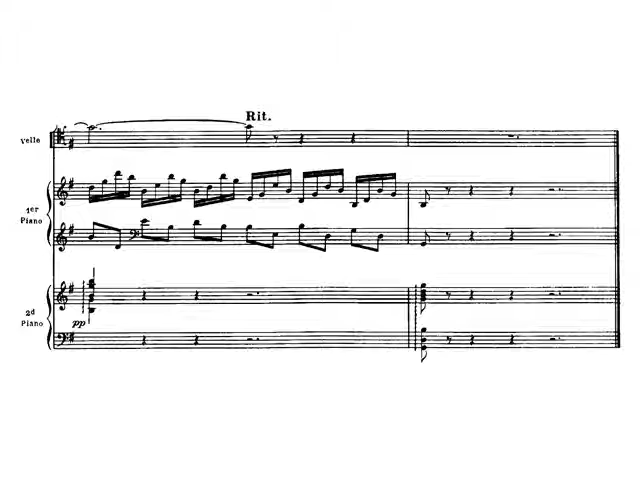 Rit.
Velle
1er
Piano
2d
Piano
pp